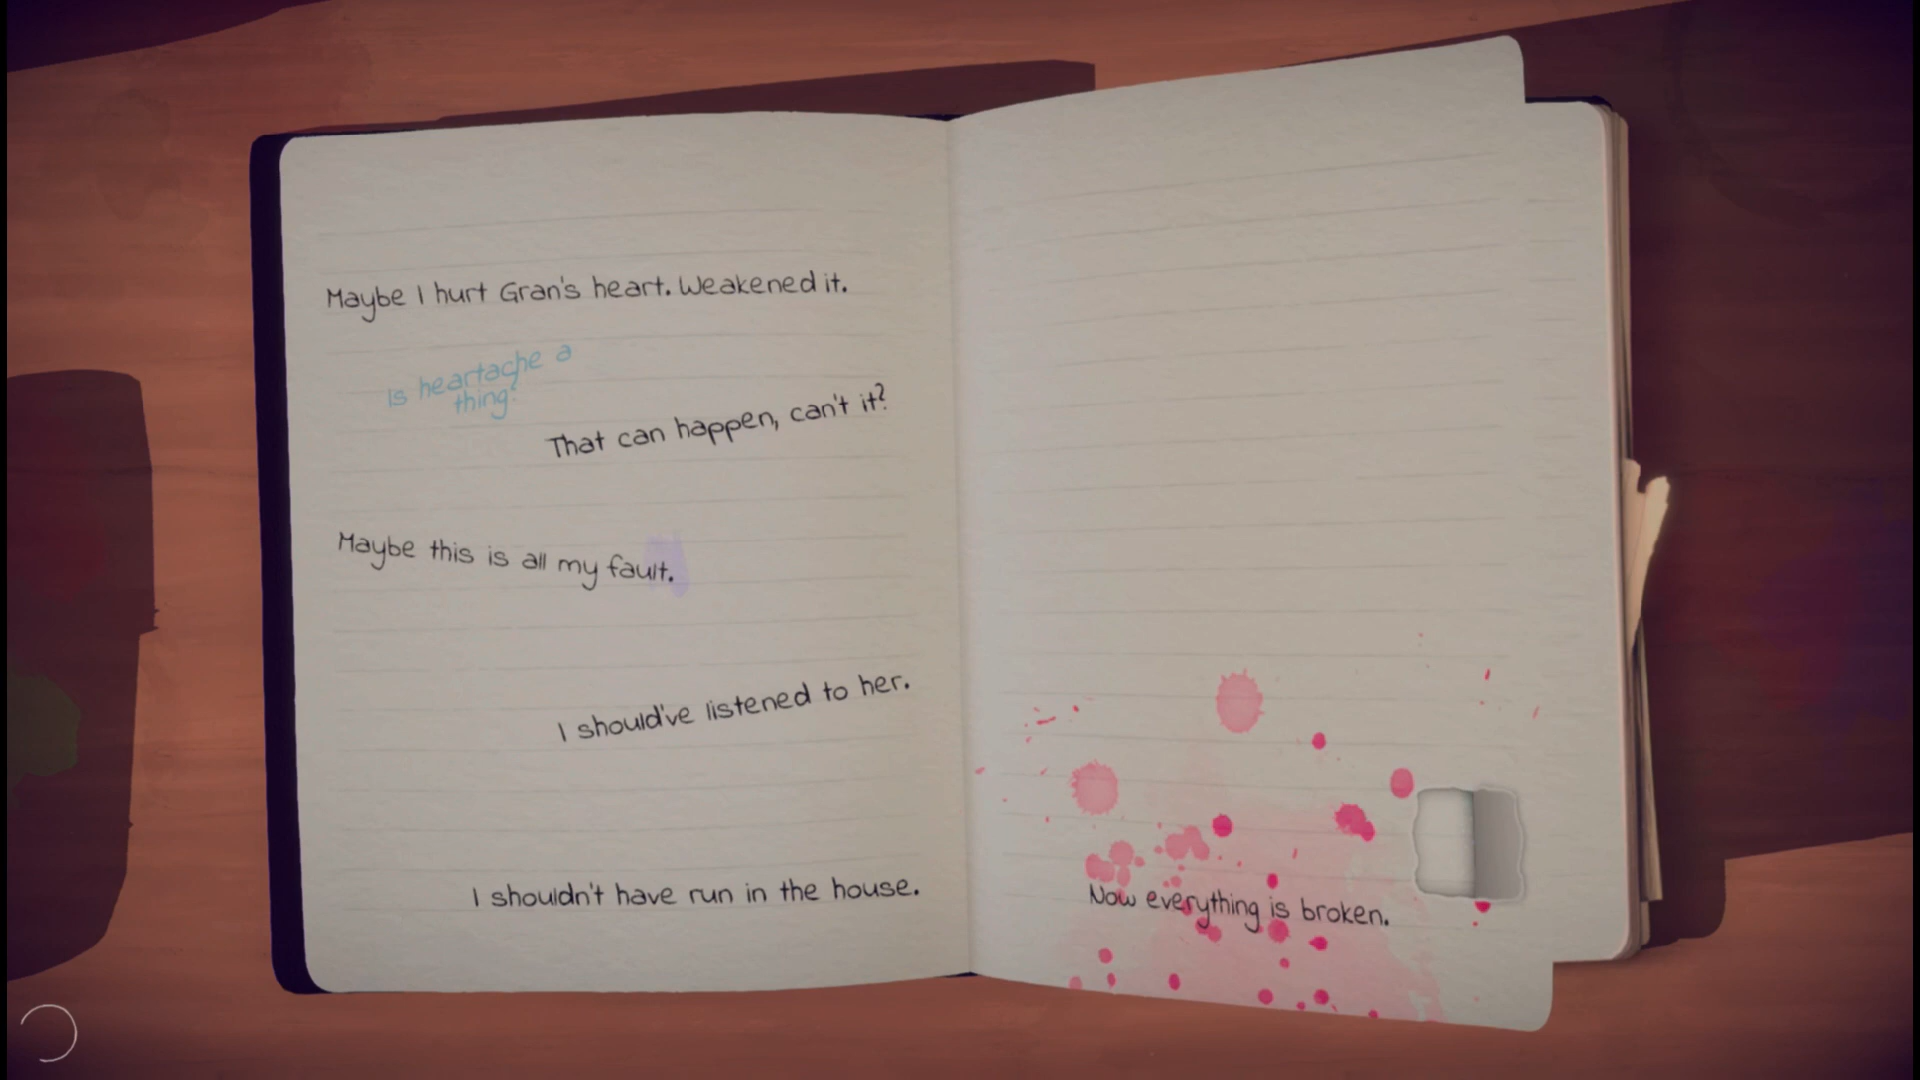 Maybe I hurt Gran's heart. Weakened it.
Is heartache a
thing?
That can happen, can't it?
Maybe this is all my fault.
I should've listened to her.
I shouldn't have run in the house.
Now everything is broken.